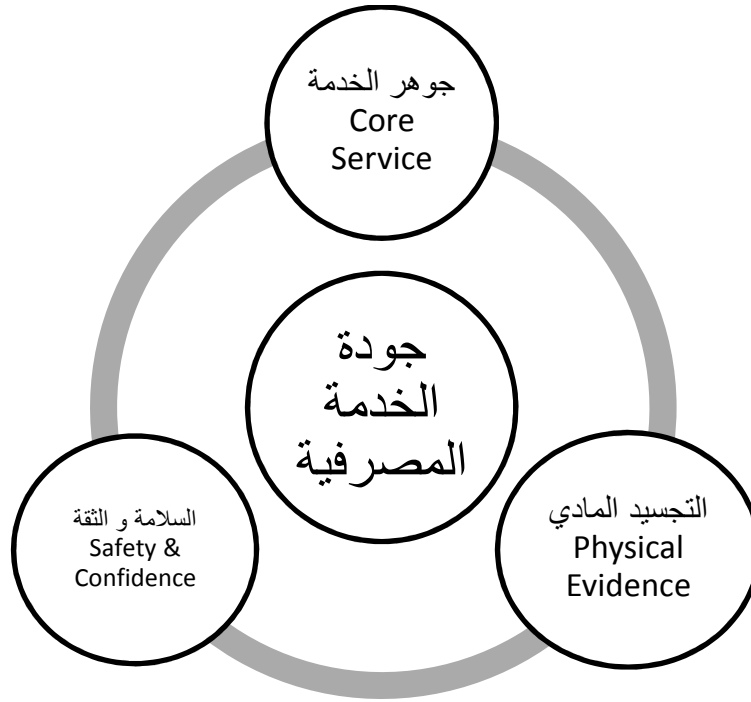 جوهر الخدمة
Core
Service
جودة
الخدمة
المصرفية
السلامة و الثقة
Safety &
Confidence
التجسيد المادي
Physical
Evidence